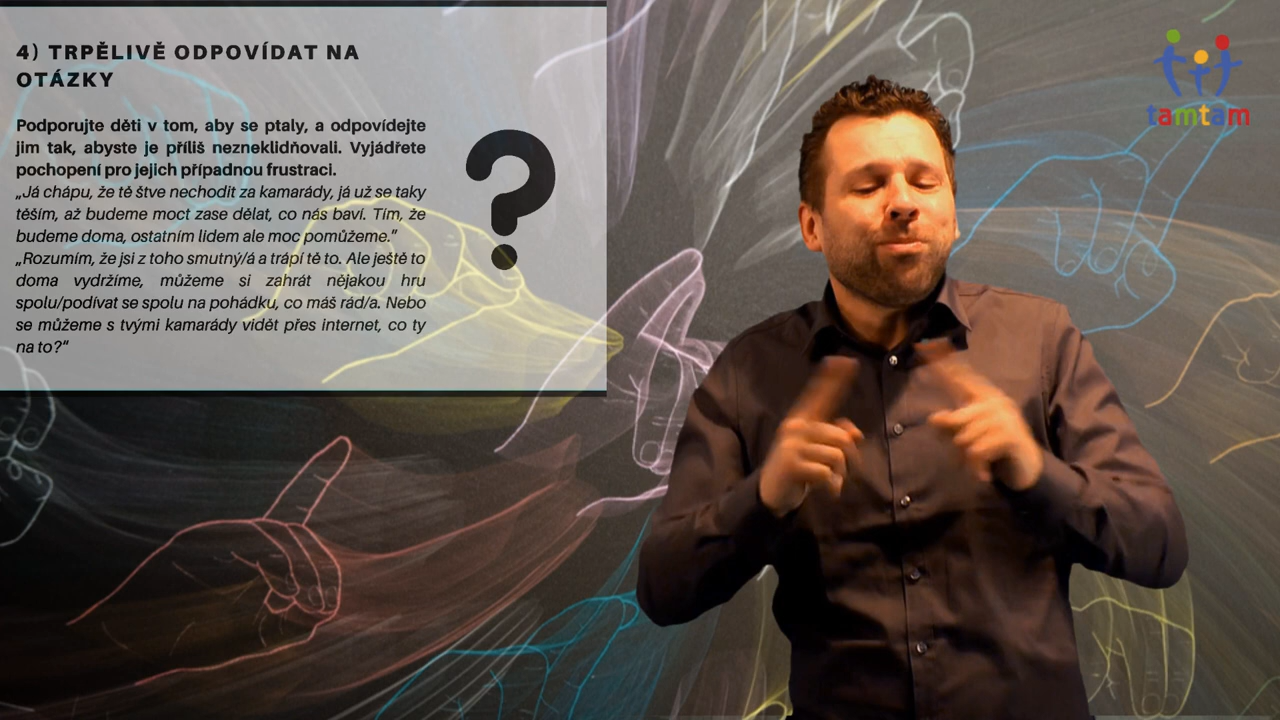 4) TRPĚLIVĚ ODPOVÍDAT NA
OTÁZKY
Podporujte děti v tom, aby se ptaly, a odpovídejte
jim tak, abyste je příliš nezneklidňovali. Vyjádřete
pochopení pro jejich případnou frustraci.
„Já chápu, že tě štve nechodit za kamarády, já už se taky
těším, až budeme moct zase dělat, co nás baví. Tím, že
budeme doma, ostatním lidem ale moc pomůžeme."
„Rozumím, že jsi z toho smutný/á a trápí tě to. Ale ještě to
doma vydržíme, můžeme si zahrát nějakou hru
spolu/podívat se spolu na pohádku, co máš rád/a. Nebo
se můžeme s tvými kamarády vidět přes internet, co ty
na to?"
?
tamtam